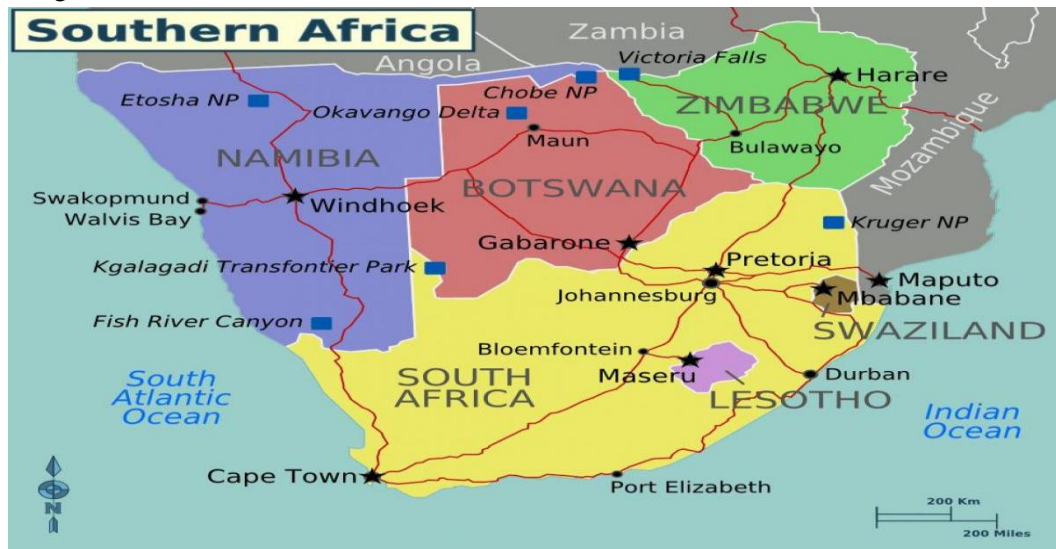 Southern Africa
Zambia
Angola
Victoria Falls
Chobe NP
Harare
Etosha NP
Okavango Delta
ZIMBABWE
Mozambique
Maun
Bulawayo
NAMIBIA
BOTSWANA
Swakopmund
Walvis Bay
Windhoek
Kruger NP
Gabarone
Pretoria
Kgalagadi Transfontier Park
Johannesburg
Maputo
Mbabane
SWAZILAND
Fish River Canyon
Bloemfontein
Maseru
SOUTH
AFRICA
Durban
LESOTHO
South
Atlantic
Ocean
Indian
Ocean
Cape Town
Port Elizabeth
N
200 Km
200 Miles